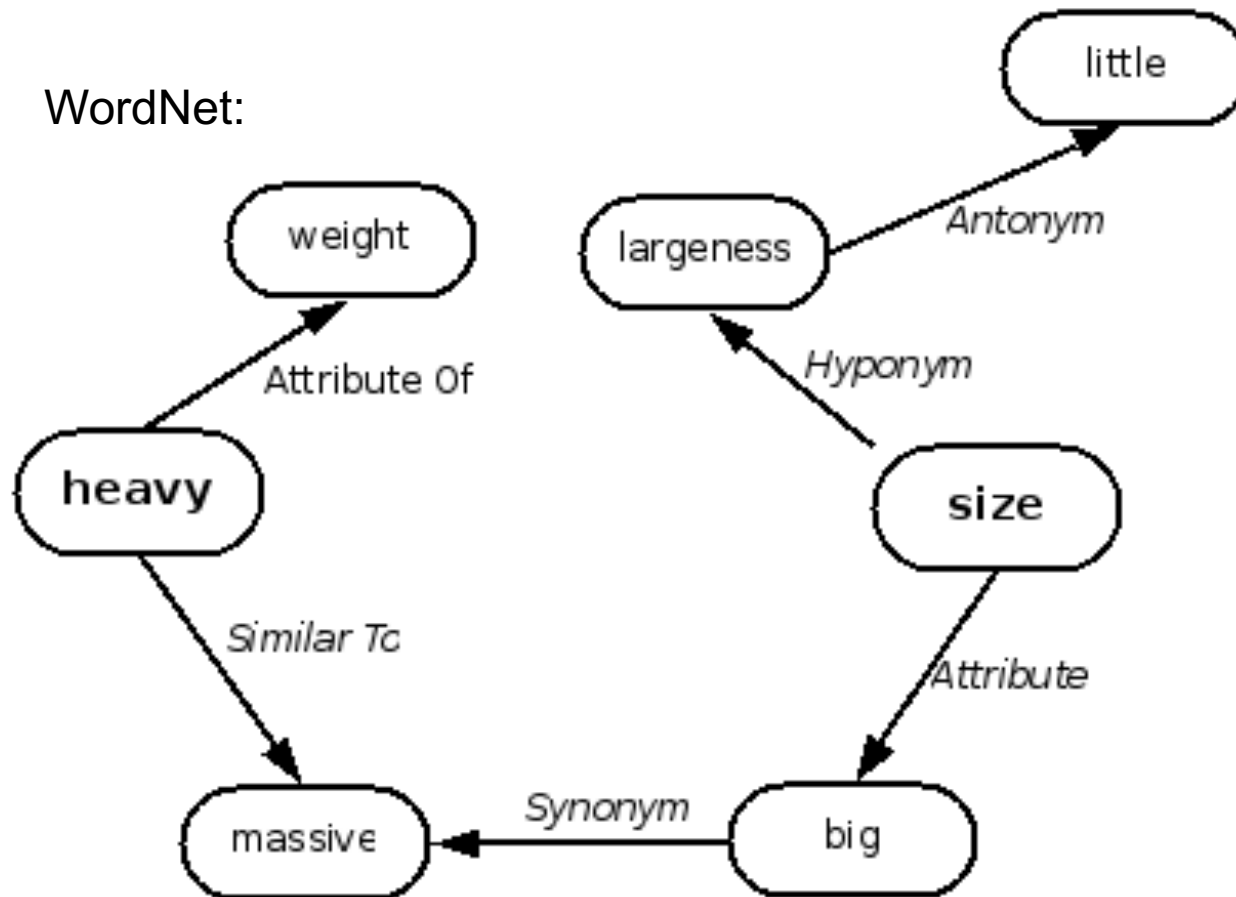 little
WordNet:
weight
largeness
Antonym
Hyponym
Attribute Of
heavy
size
Similar To
Attribute
massive
Synonym
big